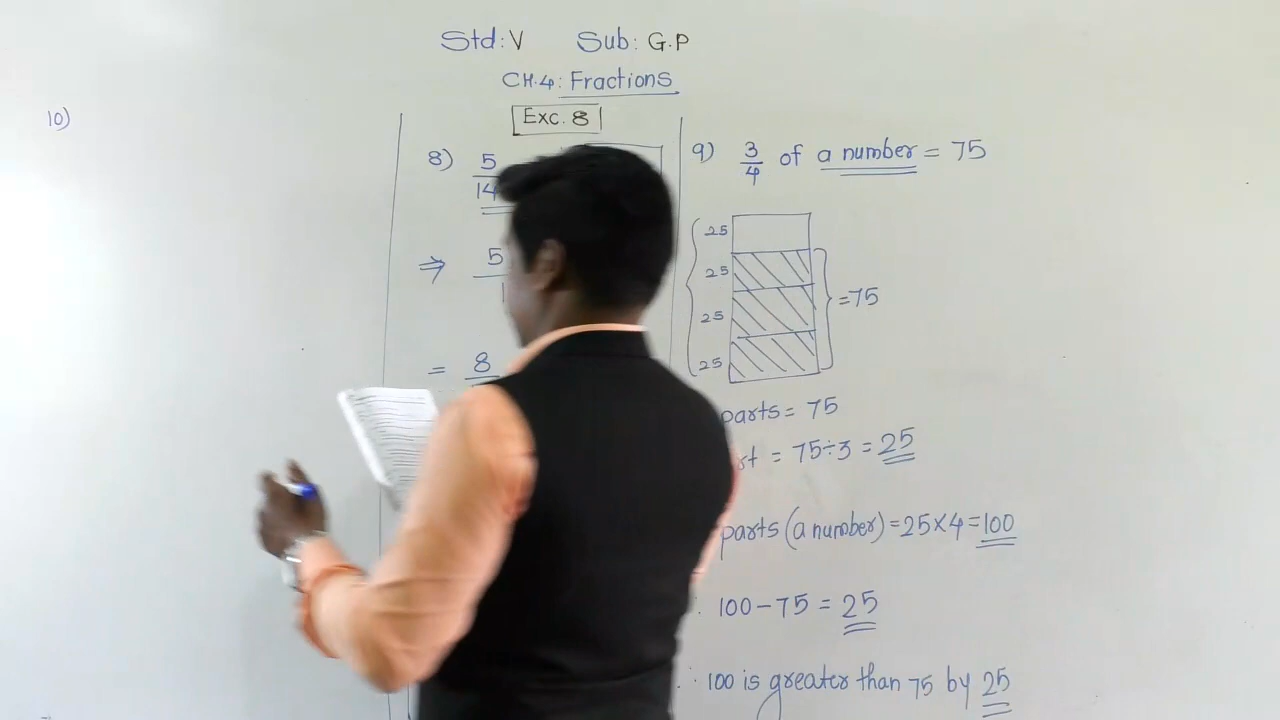 Std: V Sub: G.P
CH.4: Fractions
Exc. 8
10)
8) 5
14
⇒ 5
= 8
9) 3/4 of a number = 75
25
25
25
25
=75
parts = 75
= 75÷3 = 25
parts (a number) = 25×4 = 100
100 - 75 = 25
100 is greater than 75 by 25